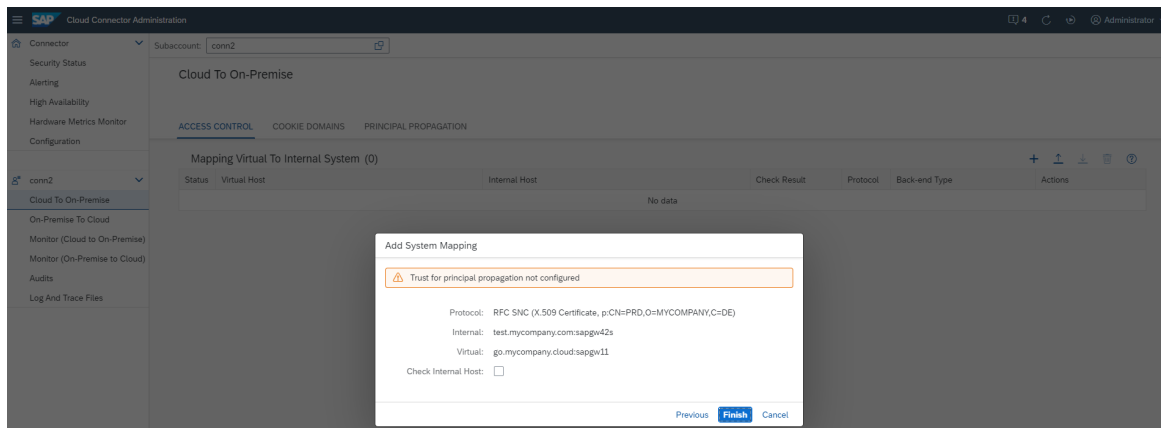 SAP Cloud Connector Administration 4 Administrator
Connector
Security Status
Alerting
High Availability
Hardware Metrics Monitor
Configuration
conn2
Cloud To On-Premise
On-Premise To Cloud
Monitor (Cloud to On-Premise)
Monitor (On-Premise to Cloud)
Audits
Log And Trace Files
Subaccount: conn2
Cloud To On-Premise
ACCESS CONTROL COOKIE DOMAINS PRINCIPAL PROPAGATION
Mapping Virtual To Internal System (0)
Status Virtual Host Internal Host Check Result Protocol Back-end Type Actions
No data
Add System Mapping
Trust for principal propagation not configured
Protocol: RFC SNC (X.509 Certificate, p:CN=PRD,O=MYCOMPANY,C=DE)
Internal: test.mycompany.com:sapgw42s
Virtual: go.mycompany.cloud:sapgw11
Check Internal Host:
Previous Finish Cancel